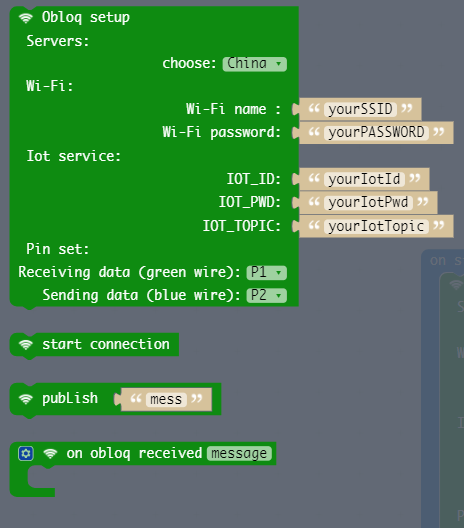 Obloq setup
Servers:
choose: China
Wi-Fi:
Wi-Fi name : “ yourSSID ”
Wi-Fi password: “ yourPASSWORD ”
Iot service:
IOT_ID: “ yourIotId ”
IOT_PWD: “ yourIotPwd ”
IOT_TOPIC: “ yourIotTopic ”
Pin set:
Receiving data (green wire): P1
Sending data (blue wire): P2
start connection
pubLish “ mess ”
on obloq received message
on s
S
W
I
P